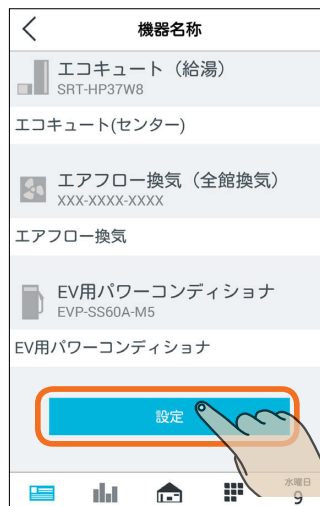 機器名称
エコキュート（給湯）
SRT-HP37W8
エコキュート(センター)
エアフロー換気（全館換気）
XXX-XXXX-XXXX
エアフロー換気
EV用パワーコンディショナ
EVP-SS60A-M5
EV用パワーコンディショナ
設定
水曜日
9